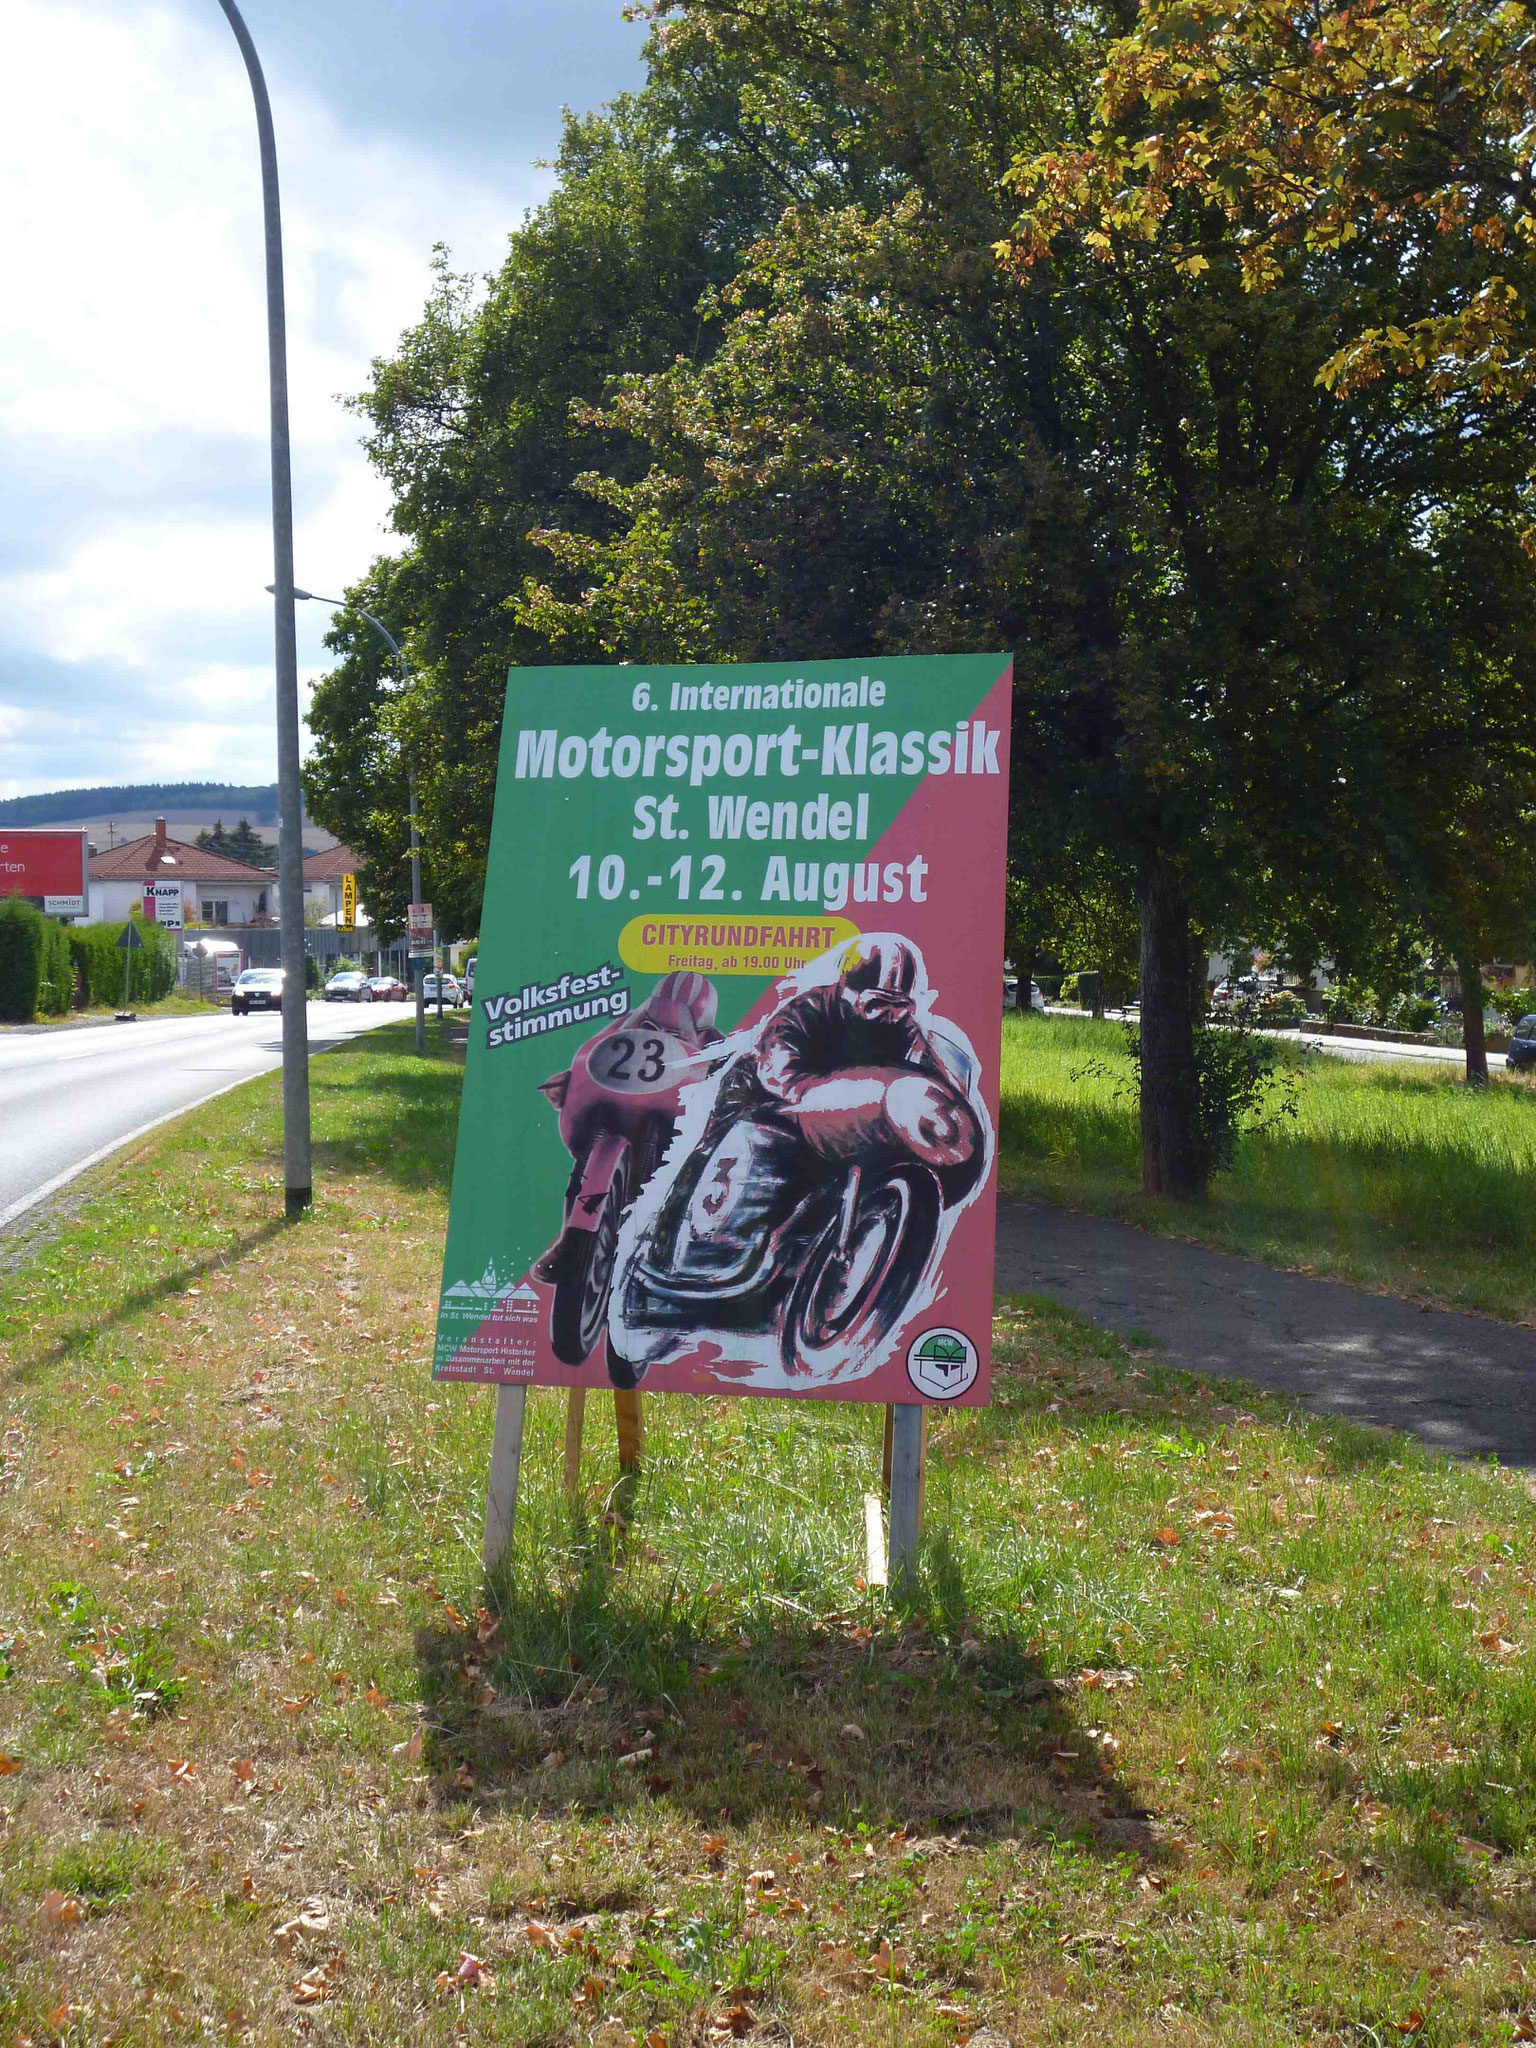 6. Internationale
Motorsport-Klassik
St. Wendel
10.-12. August
CITYRUNDFAHRT
Freitag, ab 19.00 Uhr
Volksfest-
stimmung
23
3
3
in St. Wendel tut sich was
Veranstalter:
MCW Motorsport Historiker
in Zusammenarbeit mit der
Kreisstadt St. Wendel
MCW
rten
SCHMIDT
KNAPP
LAMPEN